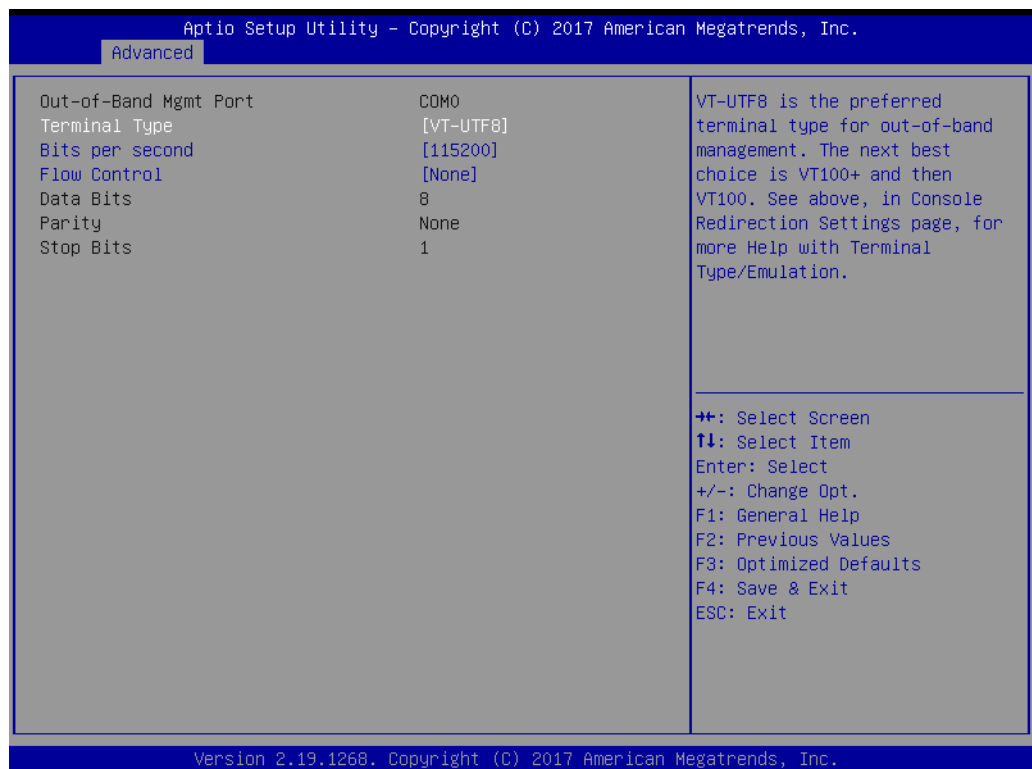 Aptio Setup Utility – Copyright (C) 2017 American Megatrends, Inc.
Advanced
Out-of-Band Mgmt Port COM0
Terminal Type [VT-UTF8]
Bits per second [115200]
Flow Control [None]
Data Bits 8
Parity None
Stop Bits 1
VT-UTF8 is the preferred
terminal type for out-of-band
management. The next best
choice is VT100+ and then
VT100. See above, in Console
Redirection Settings page, for
more Help with Terminal
Type/Emulation.
→←: Select Screen
↑↓: Select Item
Enter: Select
+/-: Change Opt.
F1: General Help
F2: Previous Values
F3: Optimized Defaults
F4: Save & Exit
ESC: Exit
Version 2.19.1268. Copyright (C) 2017 American Megatrends, Inc.